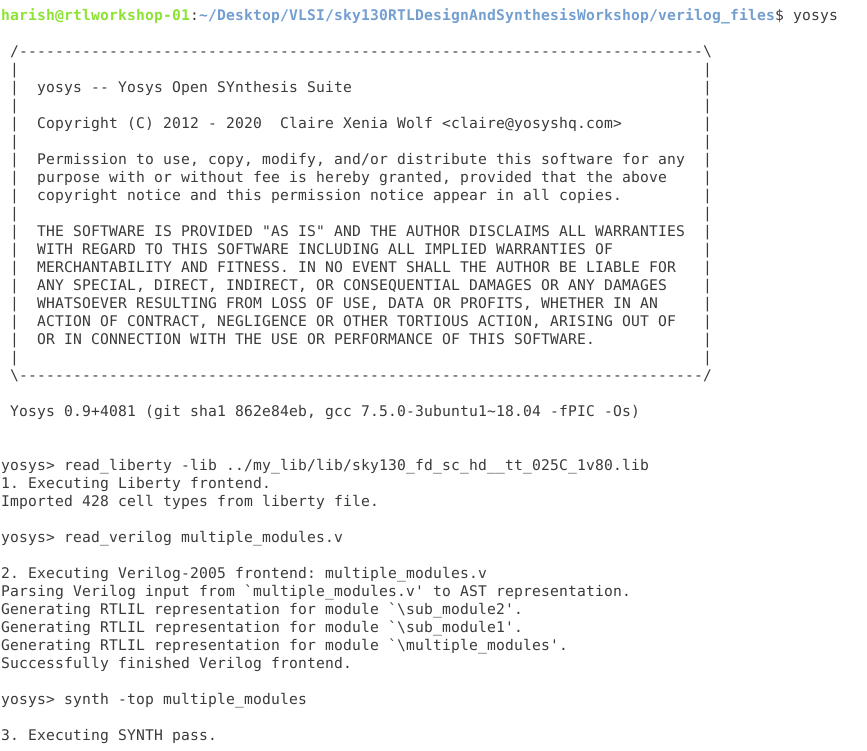 harish@rtlworkshop-01:~/Desktop/VLSI/sky130RTLDesignAndSynthesisWorkshop/verilog_files$ yosys
/----------------------------------------------------------------------------\
|                                                                            |
|  yosys -- Yosys Open SYnthesis Suite                                       |
|                                                                            |
|  Copyright (C) 2012 - 2020  Claire Xenia Wolf <claire@yosyshq.com>         |
|                                                                            |
|  Permission to use, copy, modify, and/or distribute this software for any  |
|  purpose with or without fee is hereby granted, provided that the above    |
|  copyright notice and this permission notice appear in all copies.         |
|                                                                            |
|  THE SOFTWARE IS PROVIDED "AS IS" AND THE AUTHOR DISCLAIMS ALL WARRANTIES  |
|  WITH REGARD TO THIS SOFTWARE INCLUDING ALL IMPLIED WARRANTIES OF          |
|  MERCHANTABILITY AND FITNESS. IN NO EVENT SHALL THE AUTHOR BE LIABLE FOR   |
|  ANY SPECIAL, DIRECT, INDIRECT, OR CONSEQUENTIAL DAMAGES OR ANY DAMAGES    |
|  WHATSOEVER RESULTING FROM LOSS OF USE, DATA OR PROFITS, WHETHER IN AN     |
|  ACTION OF CONTRACT, NEGLIGENCE OR OTHER TORTIOUS ACTION, ARISING OUT OF   |
|  OR IN CONNECTION WITH THE USE OR PERFORMANCE OF THIS SOFTWARE.            |
|                                                                            |
\----------------------------------------------------------------------------/
Yosys 0.9+4081 (git sha1 862e84eb, gcc 7.5.0-3ubuntu1~18.04 -fPIC -Os)
yosys> read_liberty -lib ../my_lib/lib/sky130_fd_sc_hd__tt_025C_1v80.lib
1. Executing Liberty frontend.
Imported 428 cell types from liberty file.
yosys> read_verilog multiple_modules.v
2. Executing Verilog-2005 frontend: multiple_modules.v
Parsing Verilog input from `multiple_modules.v' to AST representation.
Generating RTLIL representation for module `\sub_module2'.
Generating RTLIL representation for module `\sub_module1'.
Generating RTLIL representation for module `\multiple_modules'.
Successfully finished Verilog frontend.
yosys> synth -top multiple_modules
3. Executing SYNTH pass.